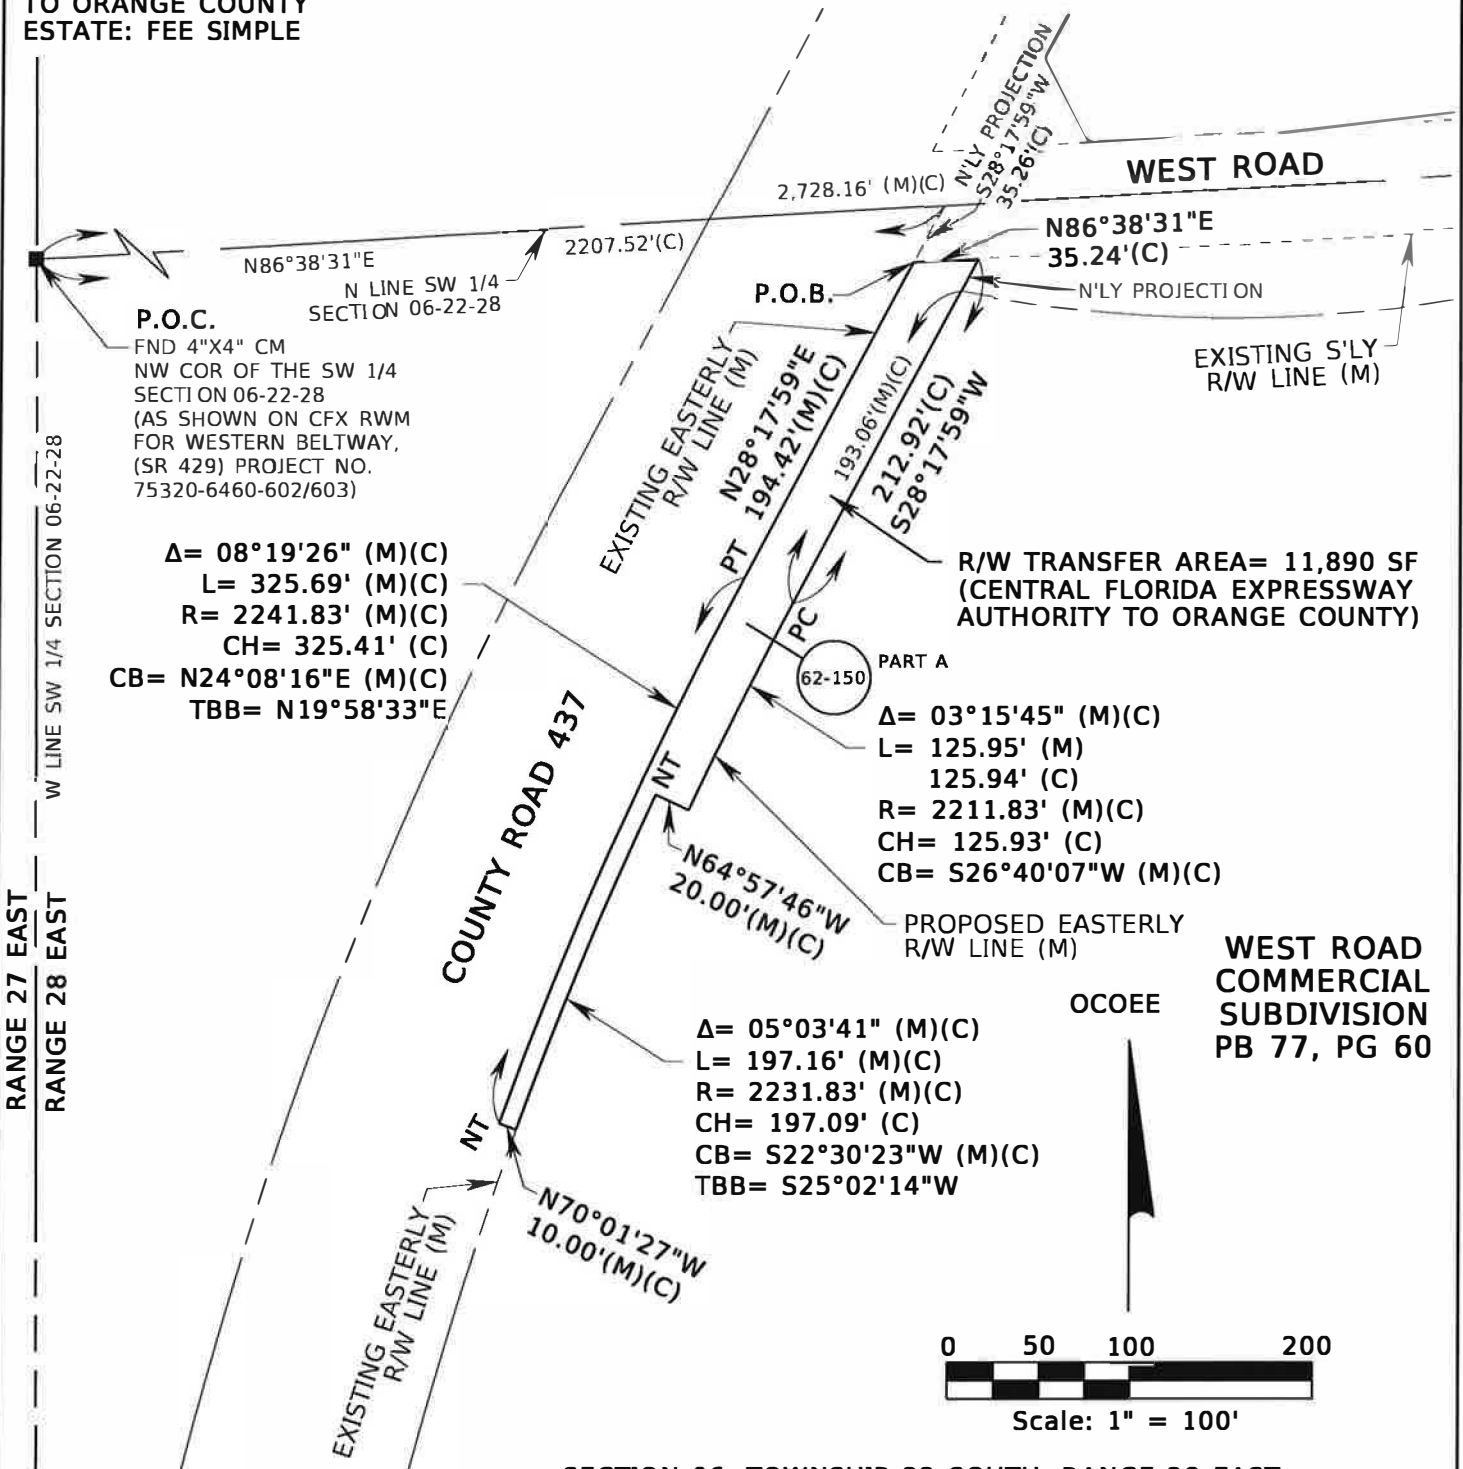 TO ORANGE COUNTY
ESTATE: FEE SIMPLE
N'LY PROJECTION
S28°17'59"W
35.26'(C)
WEST ROAD
2,728.16' (M)(C)
2207.52'(C)
N86°38'31"E
N LINE SW 1/4
SECTION 06-22-28
N86°38'31"E
35.24'(C)
P.O.B.
N'LY PROJECTION
EXISTING S'LY
R/W LINE (M)
P.O.C.
FND 4"X4" CM
NW COR OF THE SW 1/4
SECTION 06-22-28
(AS SHOWN ON CFX RWM
FOR WESTERN BELTWAY,
(SR 429) PROJECT NO.
75320-6460-602/603)
W LINE SW 1/4 SECTION 06-22-28
EXISTING EASTERLY
R/W LINE (M)
N28°17'59"E
194.42'(M)(C)
193.06'(M)(C)
212.92'(C)
S28°17'59"W
PT
PC
R/W TRANSFER AREA= 11,890 SF
(CENTRAL FLORIDA EXPRESSWAY
AUTHORITY TO ORANGE COUNTY)
Δ= 08°19'26" (M)(C)
L= 325.69' (M)(C)
R= 2241.83' (M)(C)
CH= 325.41' (C)
CB= N24°08'16"E (M)(C)
TBB= N19°58'33"E
62-150
PART A
Δ= 03°15'45" (M)(C)
L= 125.95' (M)
125.94' (C)
R= 2211.83' (M)(C)
CH= 125.93' (C)
CB= S26°40'07"W (M)(C)
COUNTY ROAD 437
NT
N64°57'46"W
20.00'(M)(C)
PROPOSED EASTERLY
R/W LINE (M)
WEST ROAD
COMMERCIAL
SUBDIVISION
PB 77, PG 60
RANGE 27 EAST
RANGE 28 EAST
OCOEE
Δ= 05°03'41" (M)(C)
L= 197.16' (M)(C)
R= 2231.83' (M)(C)
CH= 197.09' (C)
CB= S22°30'23"W (M)(C)
TBB= S25°02'14"W
NT
N70°01'27"W
10.00'(M)(C)
EXISTING EASTERLY
R/W LINE (M)
0 50 100 200
Scale: 1" = 100'